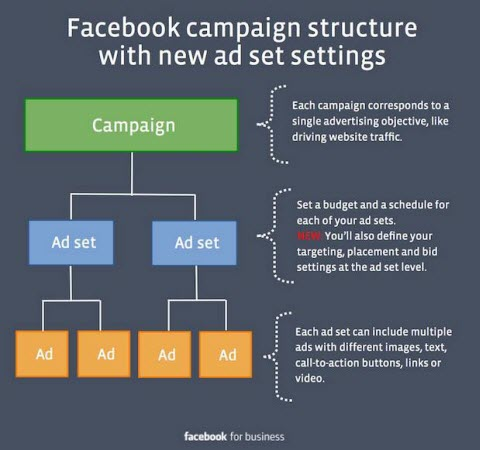 Facebook campaign structure
with new ad set settings
Campaign
Each campaign corresponds to a
single advertising objective, like
driving website traffic.
Ad set
Ad set
Set a budget and a schedule for
each of your ad sets.
NEW: You'll also define your
targeting, placement and bid
settings at the ad set level.
Ad
Ad
Ad
Ad
Each ad set can include multiple
ads with different images, text,
call-to-action buttons, links or
video.
facebook for business